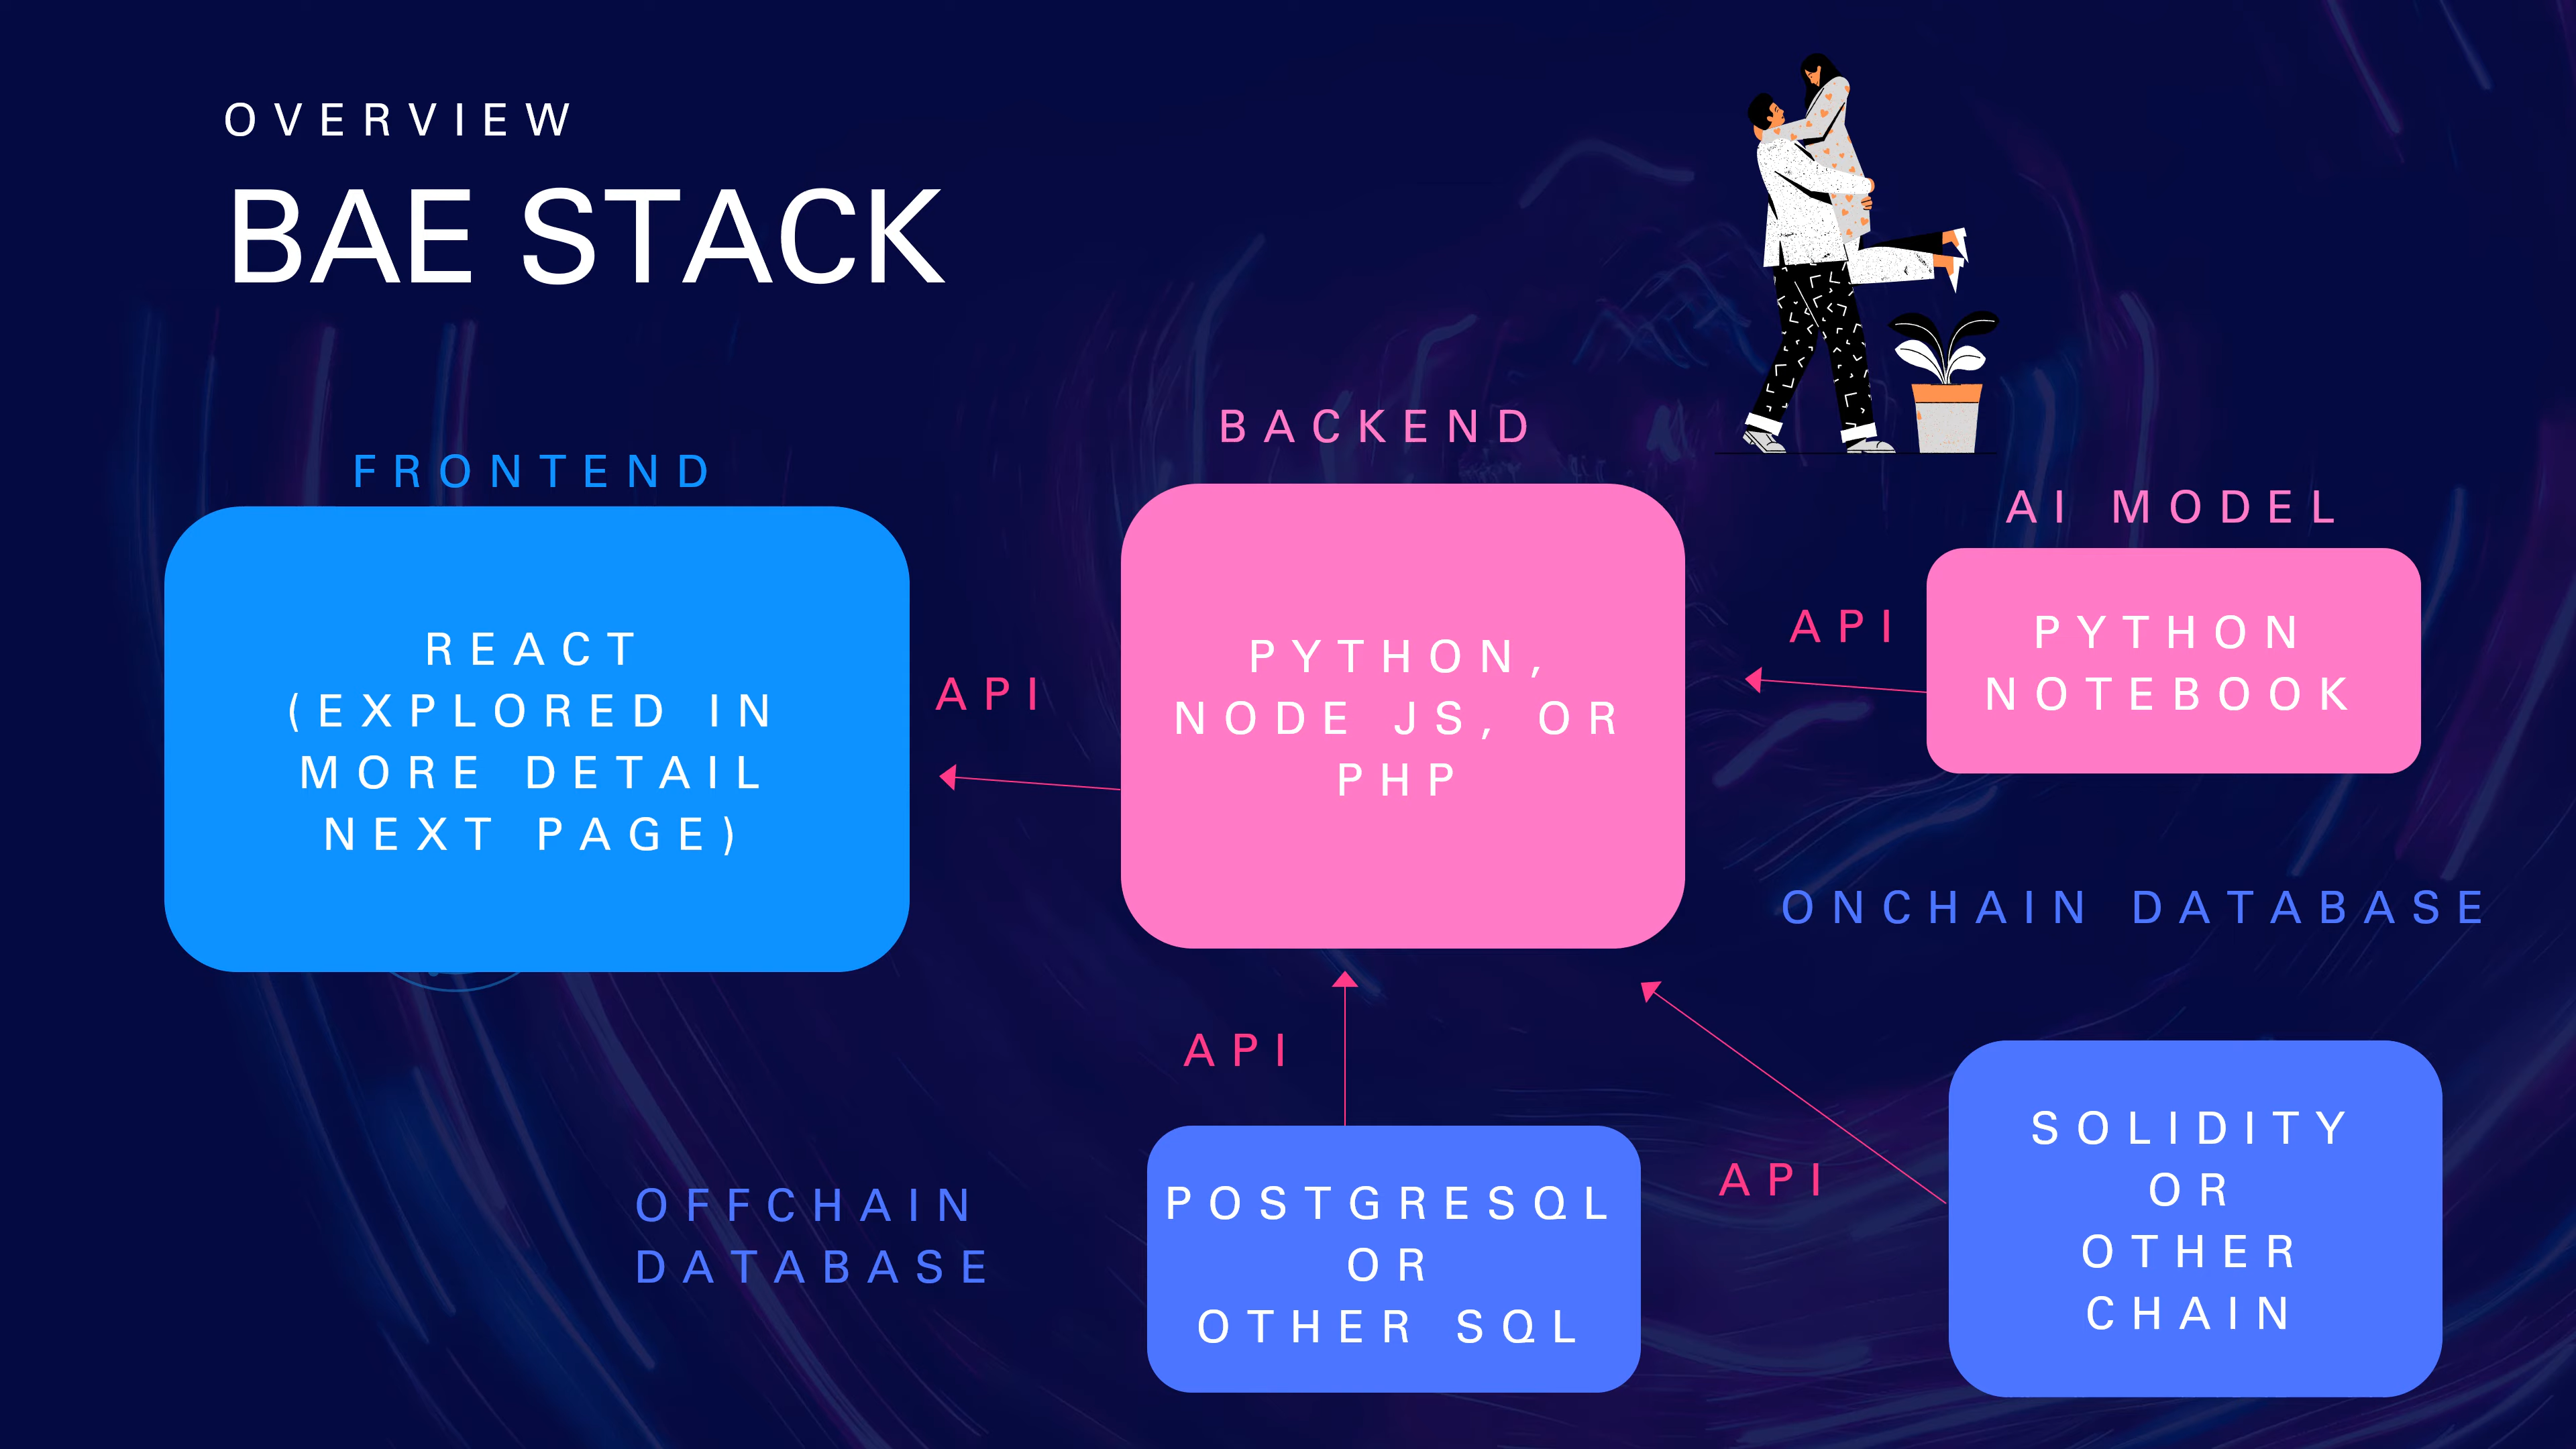 OVERVIEW
BAE STACK
FRONTEND
REACT
(EXPLORED IN
MORE DETAIL
NEXT PAGE)
API
BACKEND
PYTHON,
NODE JS, OR
PHP
API
AI MODEL
PYTHON
NOTEBOOK
ONCHAIN DATABASE
SOLIDITY
OR
OTHER
CHAIN
API
API
OFFCHAIN
DATABASE
POSTGRESQL
OR
OTHER SQL